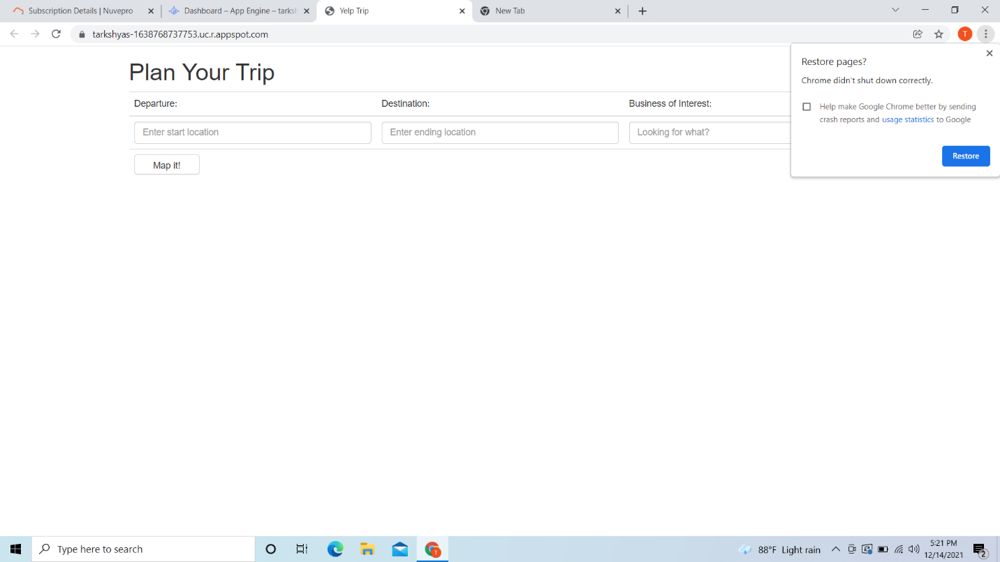 Subscription Details | Nuvepro
Dashboard – App Engine – tarksh
Yelp Trip
New Tab
tarkshyas-1638768737753.uc.r.appspot.com
T
Plan Your Trip
Departure:
Destination:
Business of Interest:
Enter start location
Enter ending location
Looking for what?
Map it!
Restore pages?
Chrome didn't shut down correctly.
Help make Google Chrome better by sending
crash reports and usage statistics to Google
Restore
Type here to search
T
88°F Light rain
5:21 PM
12/14/2021
2